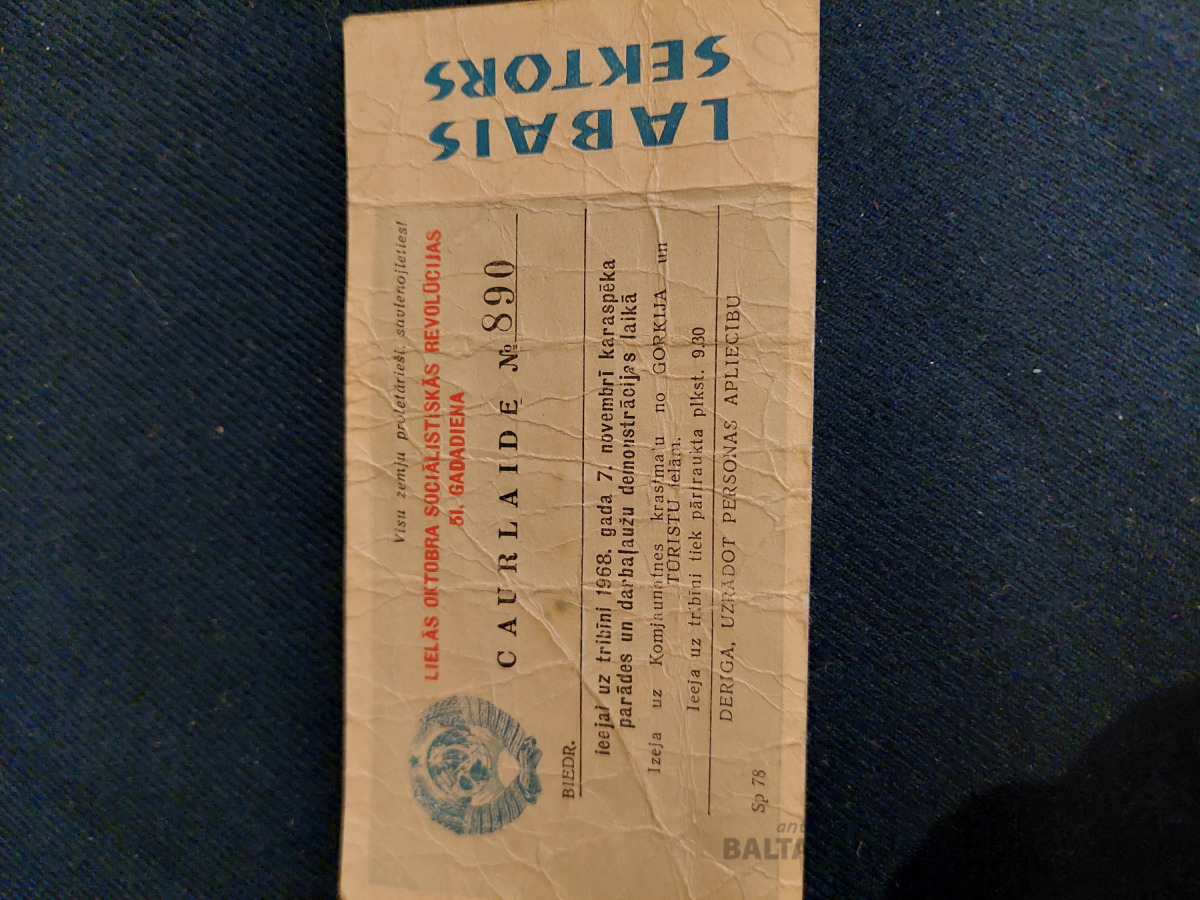 LABAIS
SEKTORS
Visu zemju proletārieši, savienojieties!
LIELĀS OKTOBRA SOCIĀLISTISKĀS REVOLŪCIJAS
51. GADADIENA
CAURLAIDE № 890
BIEDR.
ieejai uz tribīni 1968. gada 7. novembrī karaspēka
parādes un darbaļaužu demonstrācijas laikā
Izeja uz Komjaunatnes krastmalu no GORKIJA un
TŪRISTU ielām.
Ieeja uz tribīni tiek pārtraukta plkst. 9.30
DERĪGA, UZRĀDOT PERSONAS APLIECĪBU
Sp 78
ant
BALTA